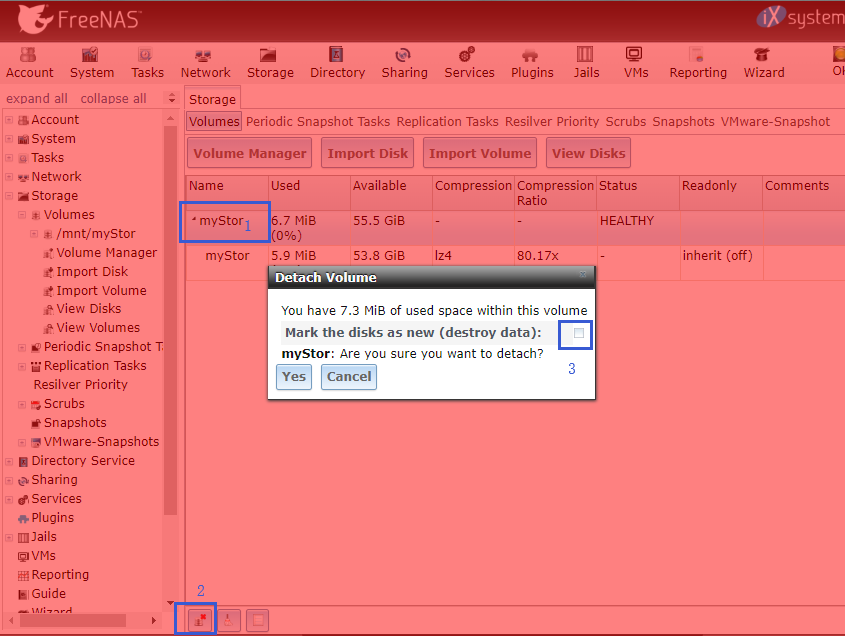 FreeNAS™
iX system
Account System Tasks Network Storage Directory Sharing Services Plugins Jails VMs Reporting Wizard
expand all collapse all
Account
System
Tasks
Network
Storage
Volumes
/mnt/myStor
Volume Manager
Import Disk
Import Volume
View Disks
View Volumes
Periodic Snapshot T
Replication Tasks
Resilver Priority
Scrubs
Snapshots
VMware-Snapshots
Directory Service
Sharing
Services
Plugins
Jails
VMs
Reporting
Guide
Wizard
Storage
Volumes Periodic Snapshot Tasks Replication Tasks Resilver Priority Scrubs Snapshots VMware-Snapshot
Volume Manager Import Disk Import Volume View Disks
Name Used Available Compression Compression Ratio Status Readonly Comments
myStor 1 6.7 MiB (0%) 55.5 GiB - - HEALTHY
myStor 5.9 MiB 53.8 GiB lz4 80.17x - inherit (off)
Detach Volume
You have 7.3 MiB of used space within this volume
Mark the disks as new (destroy data):
myStor: Are you sure you want to detach?
3
Yes Cancel
2